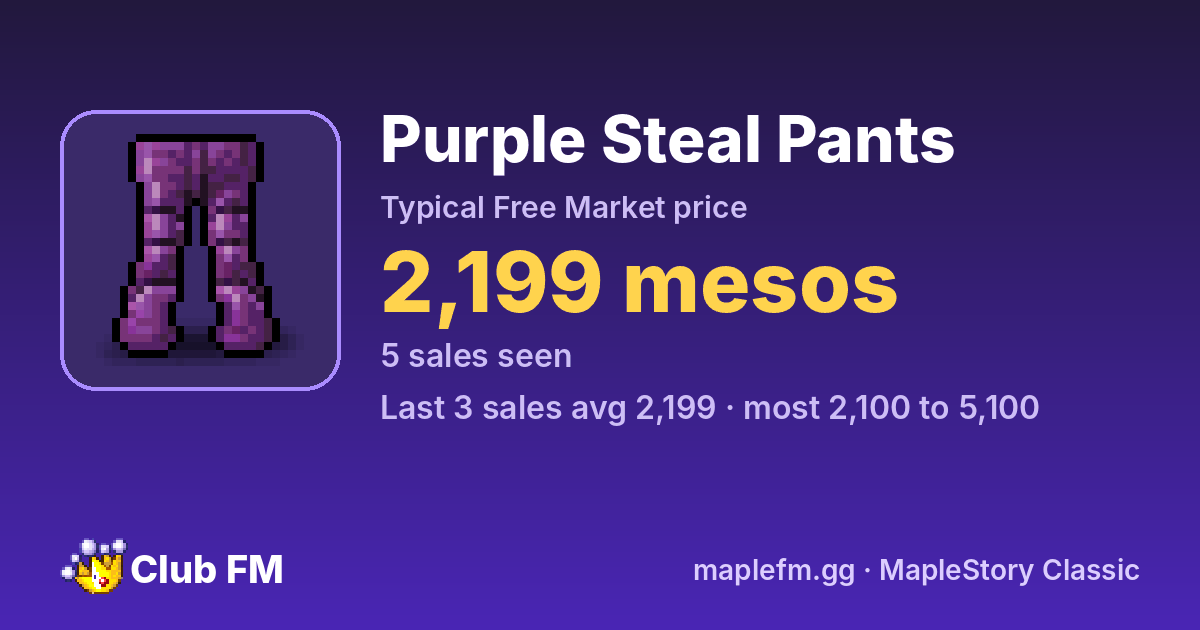 Purple Steal Pants
Typical Free Market price
2,199 mesos
5 sales seen
Last 3 sales avg 2,199 · most 2,100 to 5,100
Club FM
maplefm.gg · MapleStory Classic